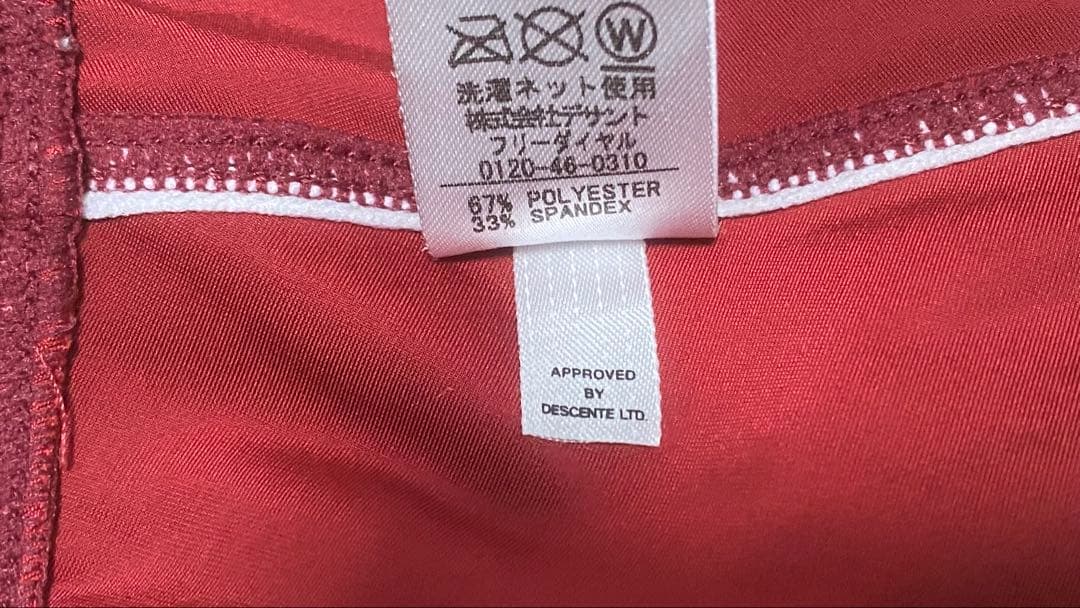 W
洗濯ネット使用
株式会社デサント
フリーダイヤル
0120-46-0310
67% POLYESTER
33% SPANDEX
APPROVED
BY
DESCENTE LTD.